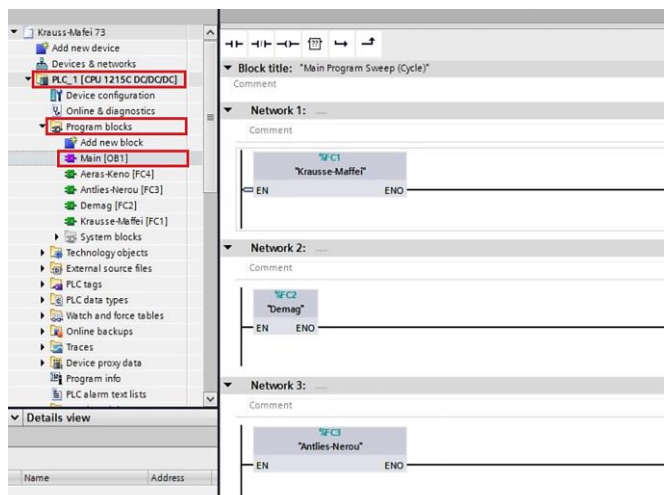 Krauss-Mafei 73
Add new device
Devices & networks
PLC_1 [CPU 1215C DC/DC/DC]
Device configuration
Online & diagnostics
Program blocks
Add new block
Main [OB1]
Aeras-Keno [FC4]
Antlies-Nerou [FC3]
Demag [FC2]
Krausse-Maffei [FC1]
System blocks
Technology objects
External source files
PLC tags
PLC data types
Watch and force tables
Online backups
Traces
Device proxy data
Program info
PLC alarm text lists
Details view
Name Address
??
Block title: "Main Program Sweep (Cycle)"
Comment
Network 1:
Comment
%FC1
"Krausse-Maffei"
EN ENO
Network 2:
Comment
%FC2
"Demag"
EN ENO
Network 3:
Comment
%FC3
"Antlies-Nerou"
EN ENO